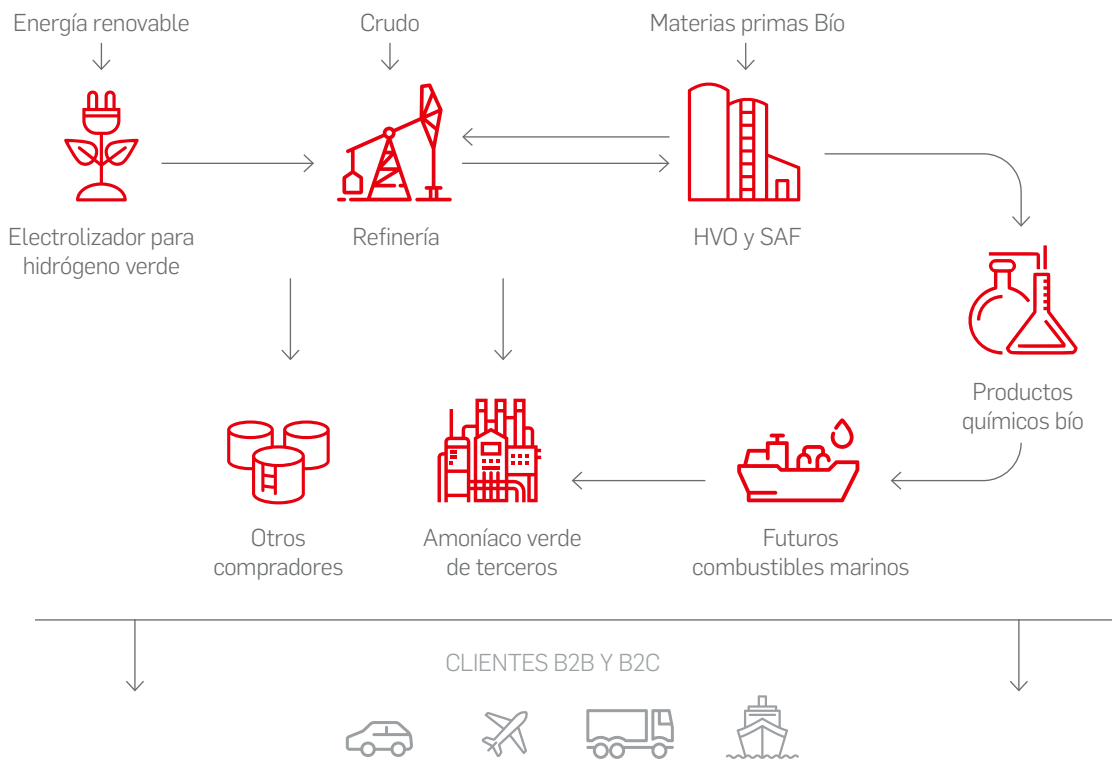 Energía renovable
Crudo
Materias primas Bío
Electrolizador para
hidrógeno verde
Refinería
HVO y SAF
Productos
químicos bío
Otros
compradores
Amoníaco verde
de terceros
Futuros
combustibles marinos
CLIENTES B2B Y B2C